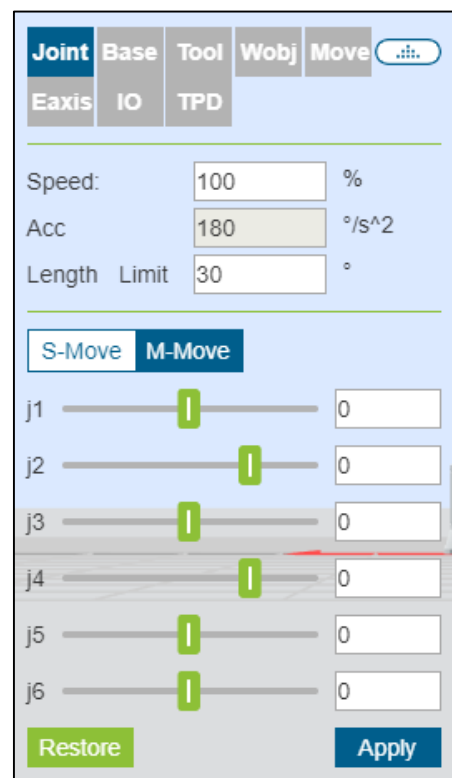 Joint Base Tool Wobj Move
Eaxis IO TPD
Speed: 100 %
Acc 180 °/s^2
Length Limit 30 °
S-Move M-Move
j1 0
j2 0
j3 0
j4 0
j5 0
j6 0
Restore Apply